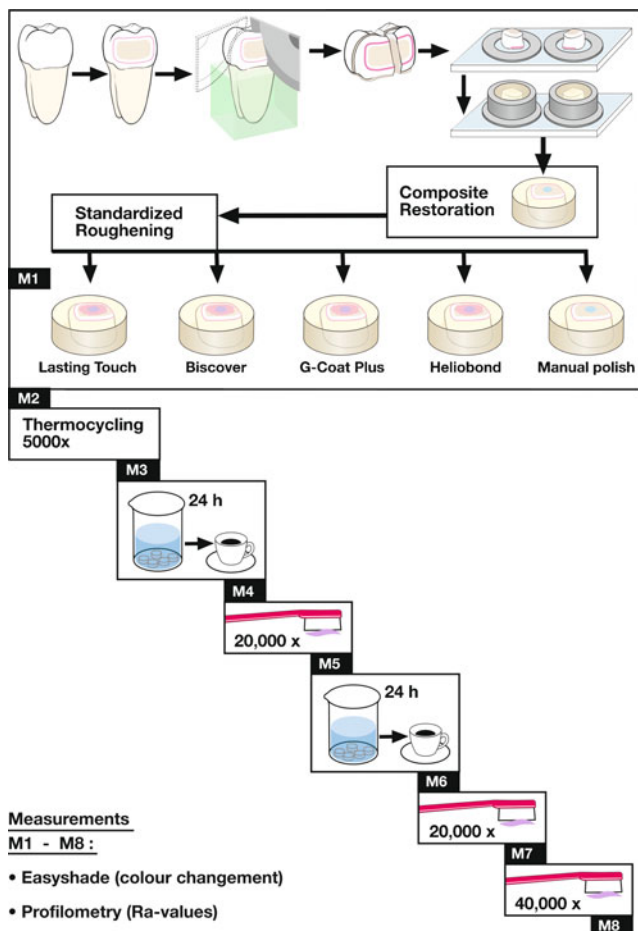 Composite
Restoration
Standardized
Roughening
M1
Lasting Touch
Biscover
G-Coat Plus
Heliobond
Manual polish
M2
Thermocycling
5000x
M3
24 h
M4
20,000 x
M5
24 h
M6
20,000 x
M7
40,000 x
M8
Measurements
M1 - M8 :
• Easyshade (colour changement)
• Profilometry (Ra-values)